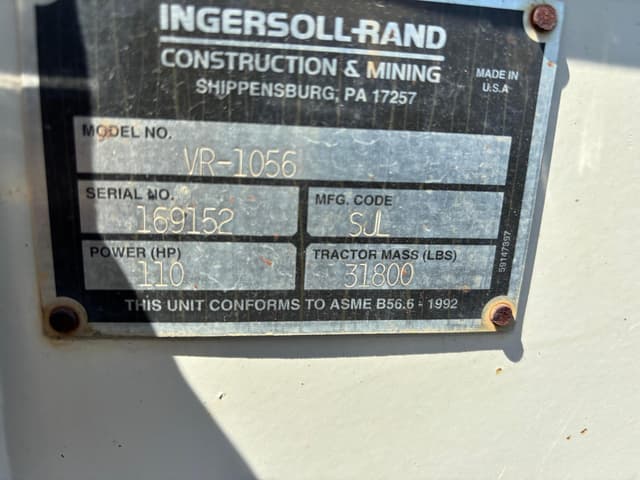 INGERSOLL-RAND
CONSTRUCTION & MINING
SHIPPENSBURG, PA 17257
MADE IN
U.S.A
MODEL NO.
VR-1056
SERIAL NO.
169152
MFG. CODE
SJL
POWER (HP)
110
TRACTOR MASS (LBS)
31800
THIS UNIT CONFORMS TO ASME B56.6 - 1992
59147397